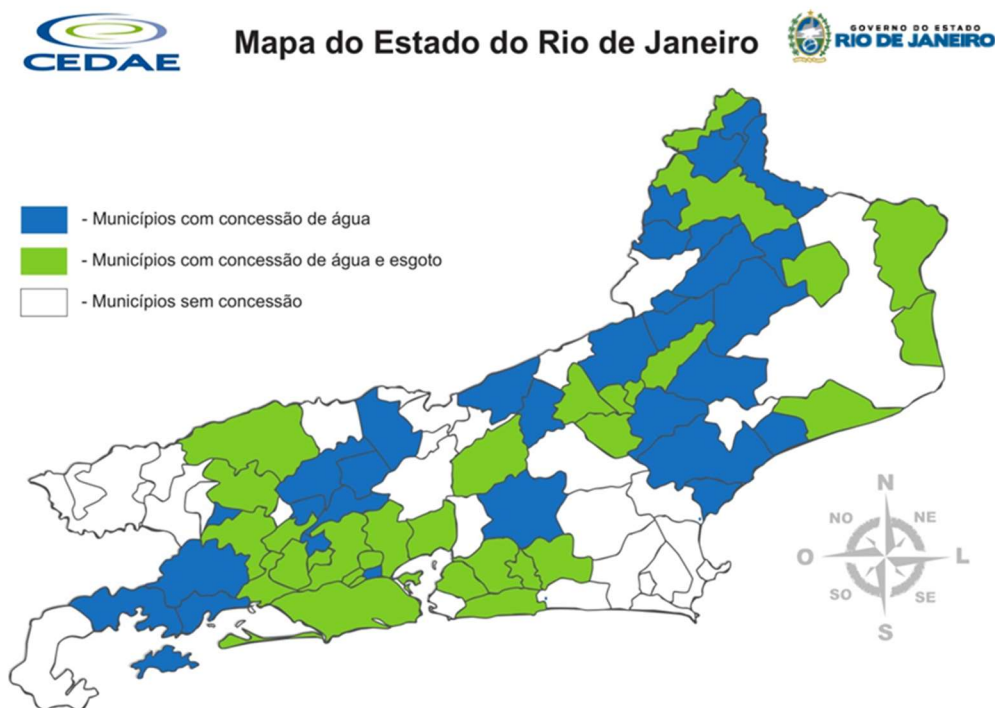 CEDAE
Mapa do Estado do Rio de Janeiro
GOVERNO DO ESTADO
RIO DE JANEIRO
- Municípios com concessão de água
- Municípios com concessão de água e esgoto
- Municípios sem concessão
N
NO
NE
O
L
SO
SE
S